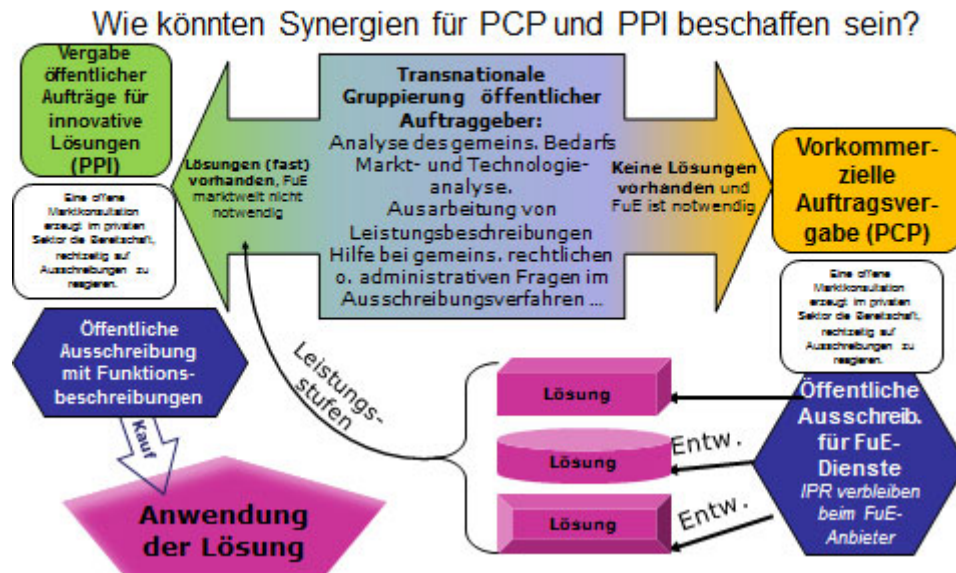 Wie könnten Synergien für PCP und PPI beschaffen sein?
Vergabe
öffentlicher
Aufträge für
innovative
Lösungen
(PPI)
Eine offene
Marktkonsultation
erzeugt im privaten
Sektor die Bereitschaft,
rechtzeitig auf
Ausschreibungen zu
reagieren.
Öffentliche
Ausschreibung
mit Funktions-
beschreibungen
Kauf
Anwendung
der Lösung
Lösungen (fast)
vorhanden, FuE
marktweit nicht
notwendig
Transnationale
Gruppierung öffentlicher
Auftraggeber:
Analyse des gemeins. Bedarfs
Markt- und Technologie-
analyse.
Ausarbeitung von
Leistungsbeschreibungen
Hilfe bei gemeins. rechtlichen
o. administrativen Fragen im
Ausschreibungsverfahren ...
Keine Lösungen
vorhanden und
FuE ist notwendig
Vorkommer-
zielle
Auftragsver-
gabe (PCP)
Eine offene
Marktkonsultation
erzeugt im privaten
Sektor die Bereitschaft,
rechtzeitig auf
Ausschreibungen zu
reagieren.
Öffentliche
Ausschreib.
für FuE-
Dienste
IPR verbleiben
beim FuE-
Anbieter
Leistungs-
stufen
Lösung
Entw.
Lösung
Entw.
Lösung